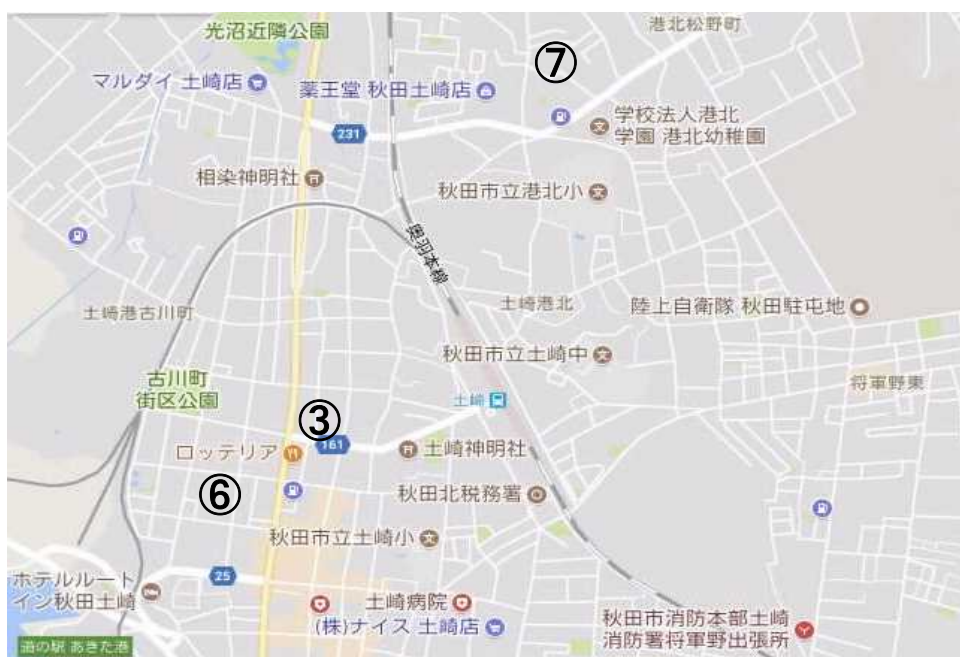 光沼近隣公園
港北松野町
⑦
マルダイ 土崎店
薬王堂 秋田土崎店
学校法人港北
学園 港北幼稚園
231
相染神明社
秋田市立港北小
奥羽本線
土崎港古川町
土崎港北
陸上自衛隊 秋田駐屯地
秋田市立土崎中
将軍野東
古川町
街区公園
土崎
③
161
ロッテリア
土崎神明社
⑥
秋田北税務署
秋田市立土崎小
25
ホテルルート
イン秋田土崎
土崎病院
(株)ナイス 土崎店
秋田市消防本部土崎
消防署将軍野出張所
道の駅 あきた港